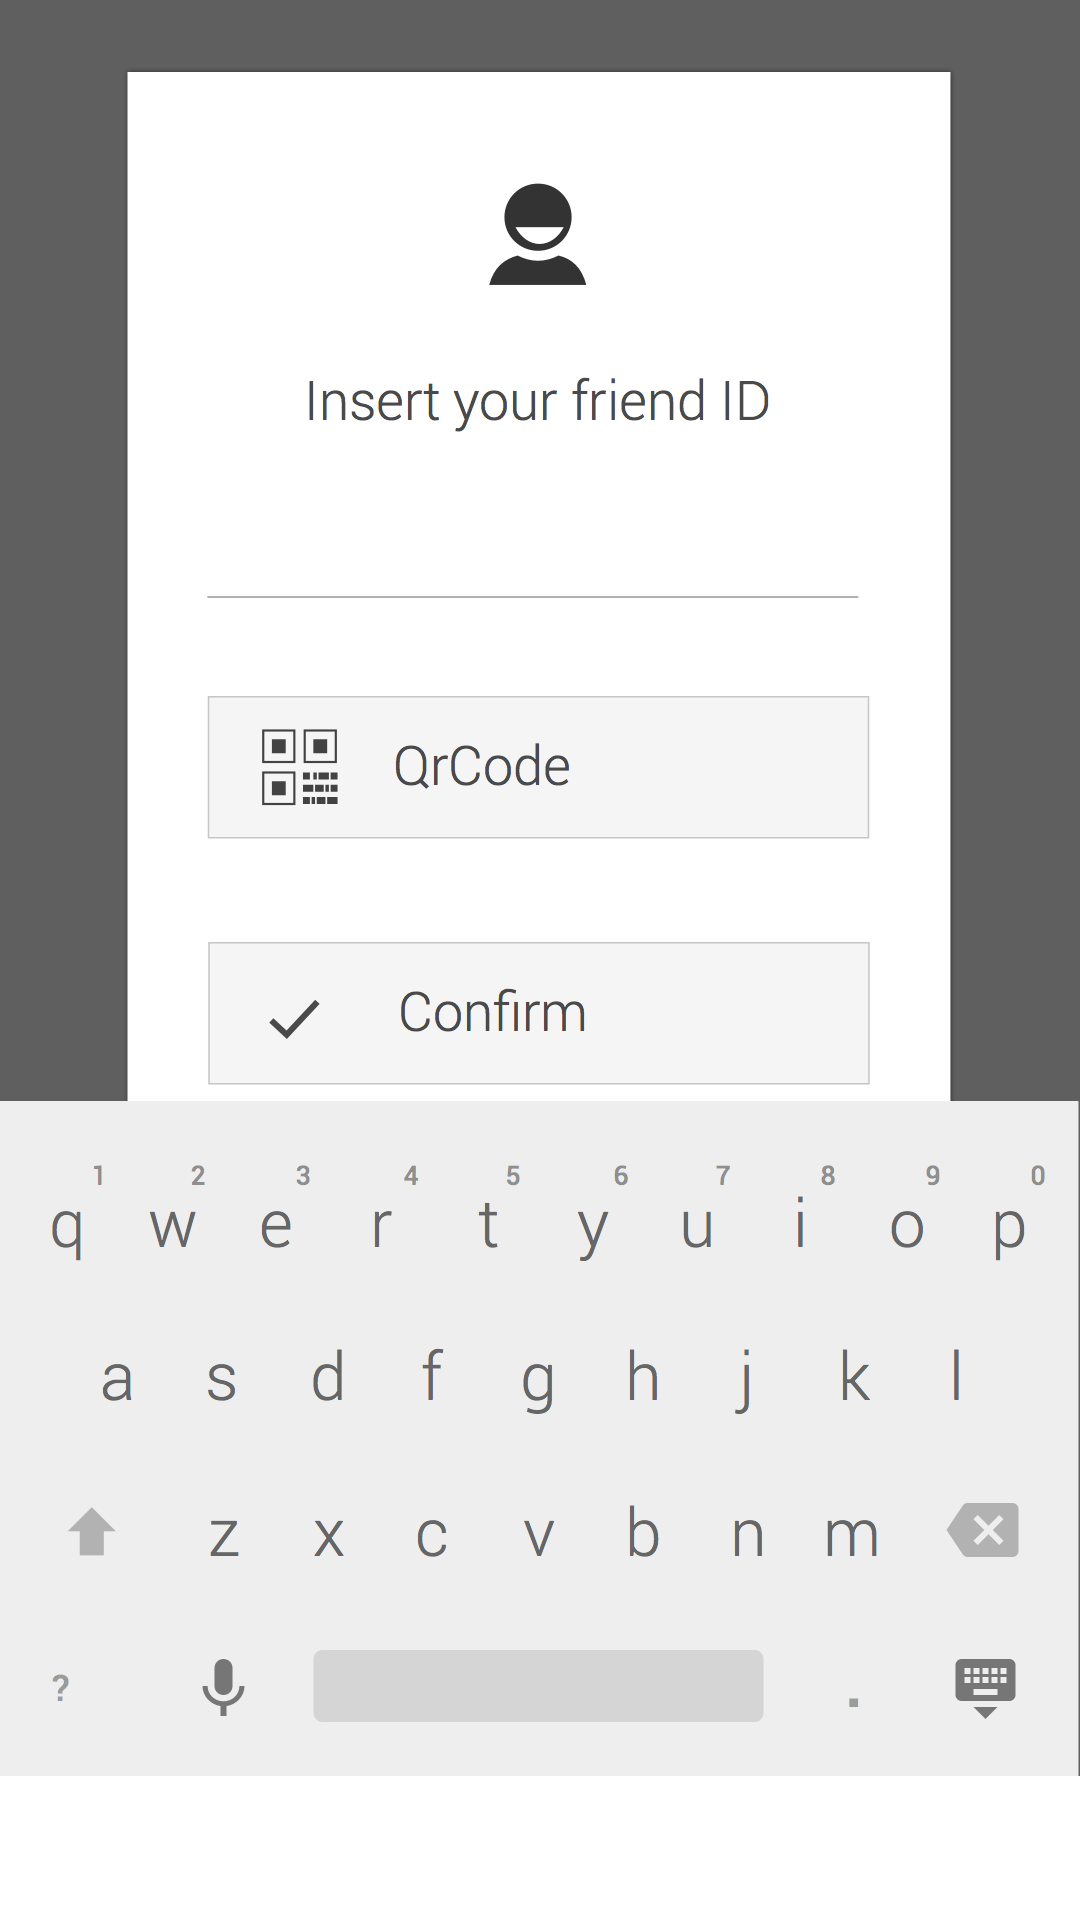 Insert your friend ID
QrCode
Confirm
1 2 3 4 5 6 7 8 9 0
q w e r t y u i o p
a s d f g h j k l
z x c v b n m
? .